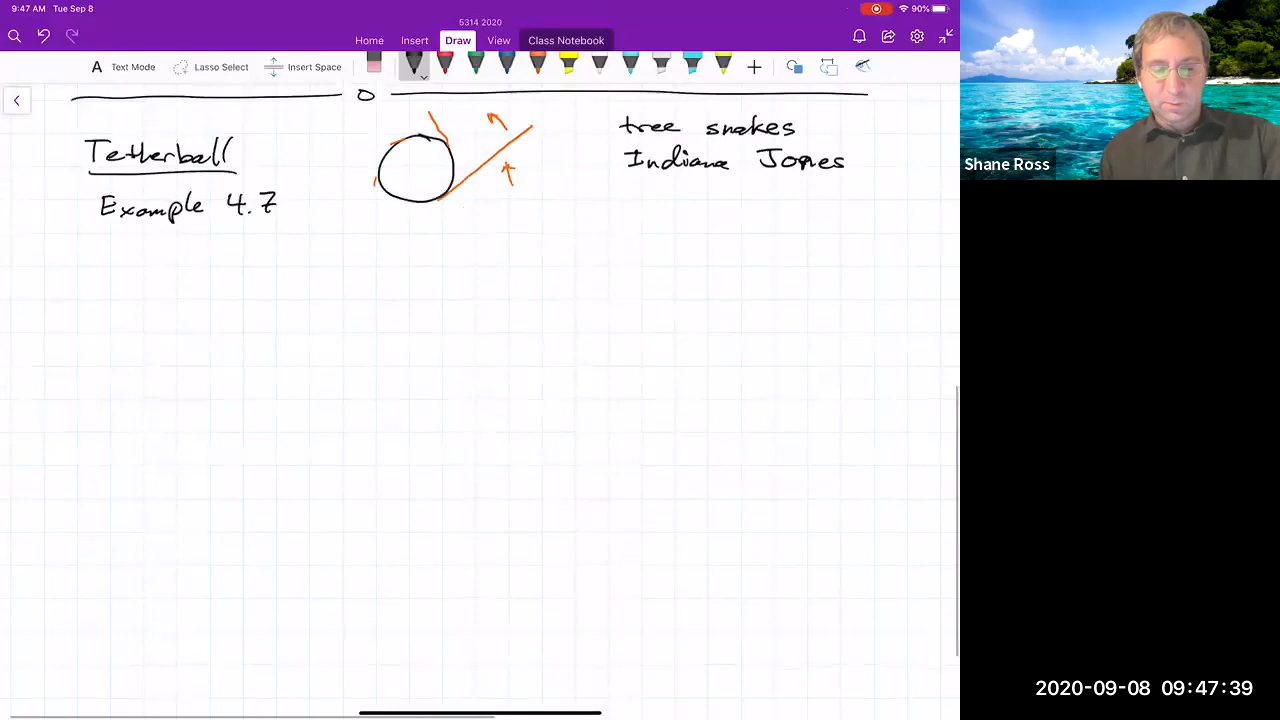 9:47 AM Tue Sep 8
90%
5314 2020
Home Insert Draw View Class Notebook
A Text Mode Lasso Select Insert Space
Tetherball
Example 4.7
tree snakes
Indiana Jones
Shane Ross
2020-09-08 09:47:39